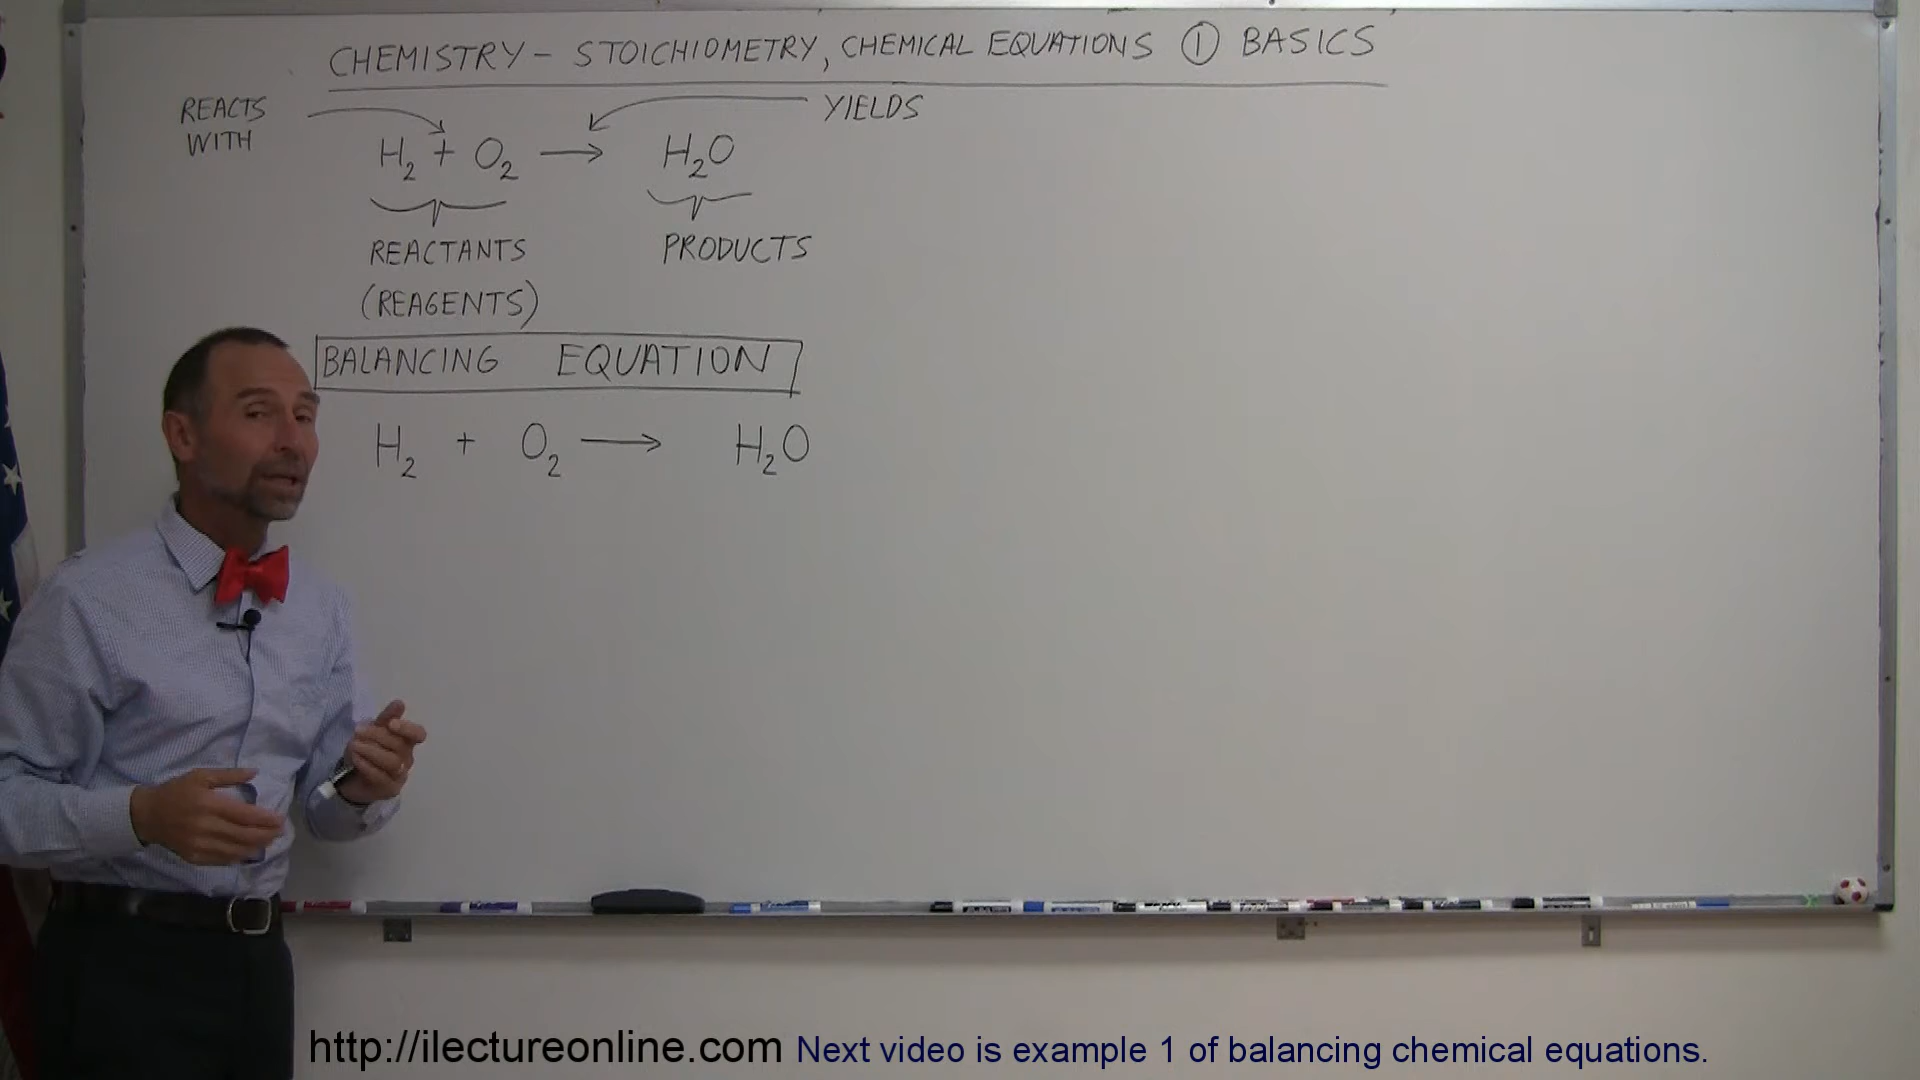 CHEMISTRY - STOICHIOMETRY, CHEMICAL EQUATIONS ① BASICS
REACTS
WITH
YIELDS
H₂ + O₂ → H₂O
REACTANTS
PRODUCTS
(REAGENTS)
BALANCING EQUATION
H₂ + O₂ → H₂O
http://ilectureonline.com Next video is example 1 of balancing chemical equations.